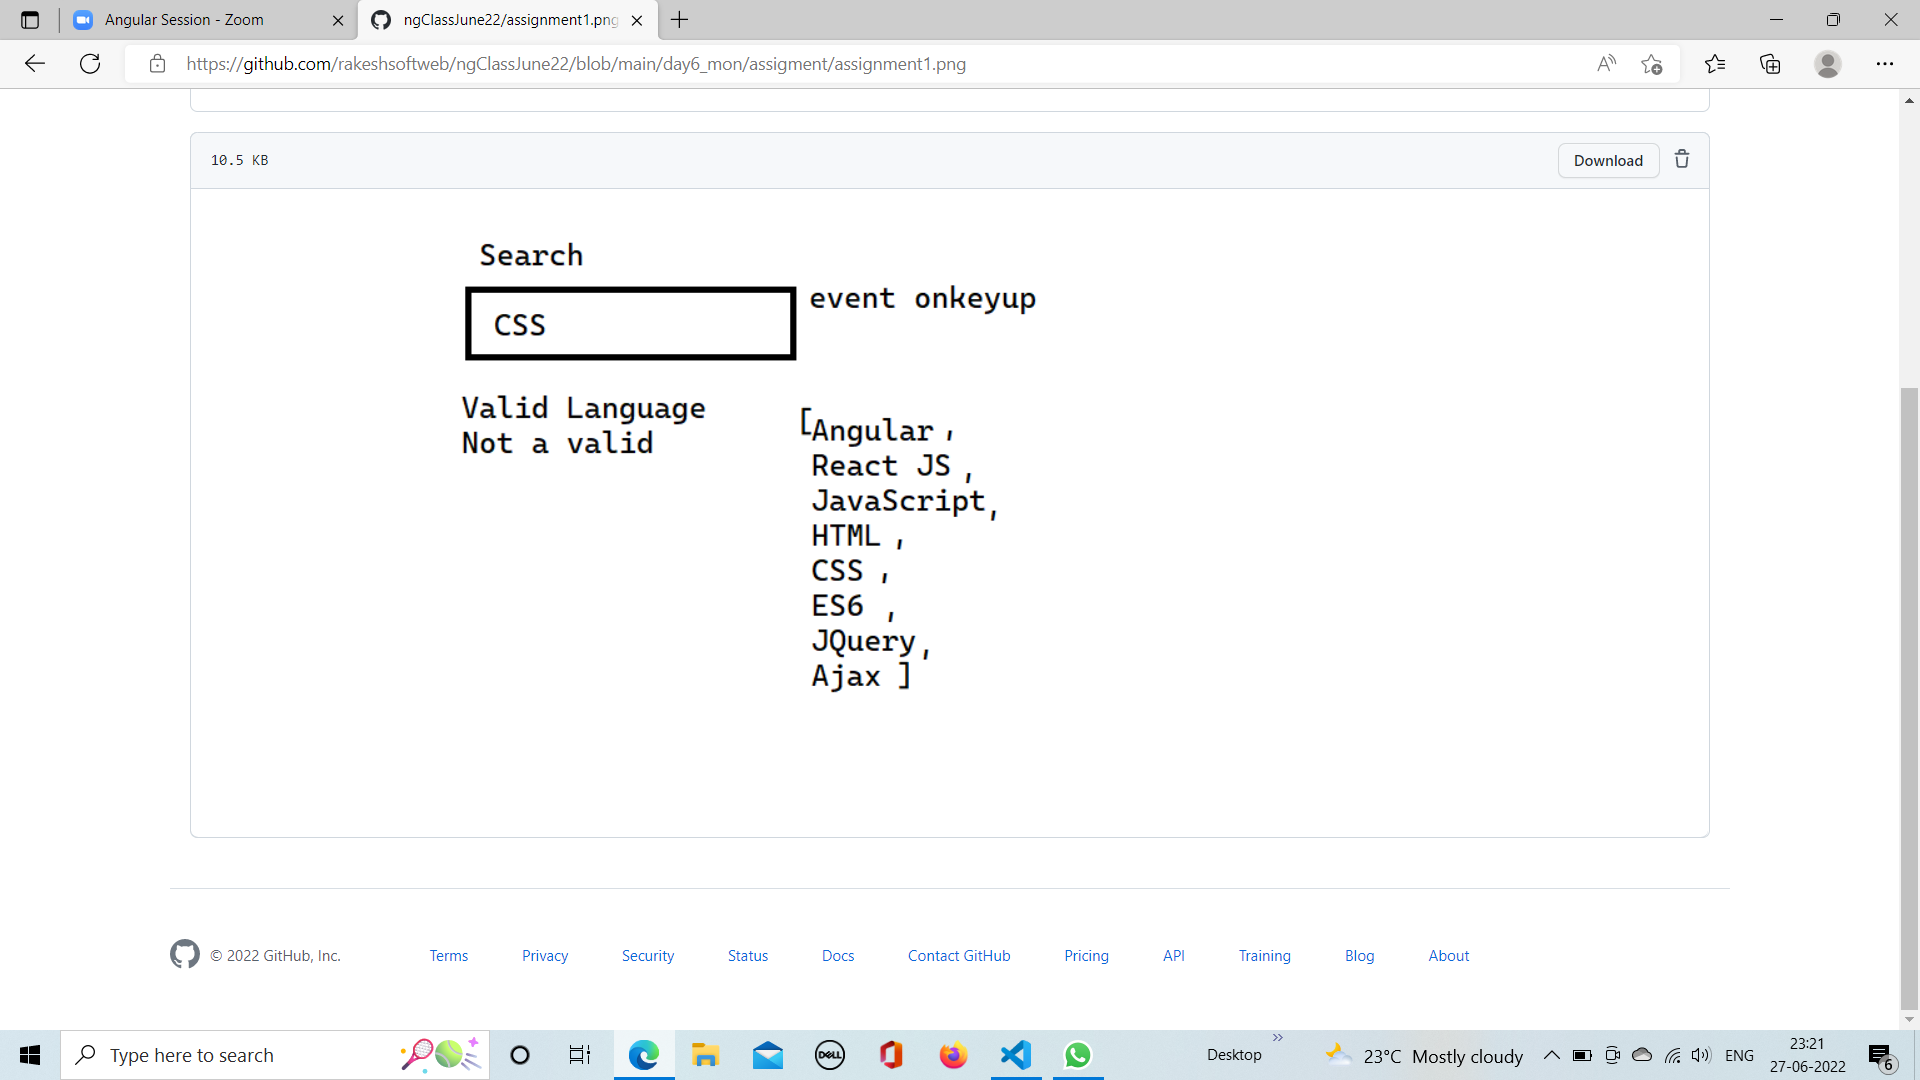 Angular Session - Zoom
ngClassJune22/assignment1.png
https://github.com/rakeshsoftweb/ngClassJune22/blob/main/day6_mon/assigment/assignment1.png
10.5 KB
Download
Search
CSS
event onkeyup
Valid Language
Not a valid
[Angular ,
React JS ,
JavaScript,
HTML ,
CSS ,
ES6 ,
JQuery,
Ajax ]
© 2022 GitHub, Inc.
Terms
Privacy
Security
Status
Docs
Contact GitHub
Pricing
API
Training
Blog
About
Type here to search
DELL
Desktop
23°C Mostly cloudy
ENG
23:21
27-06-2022
6